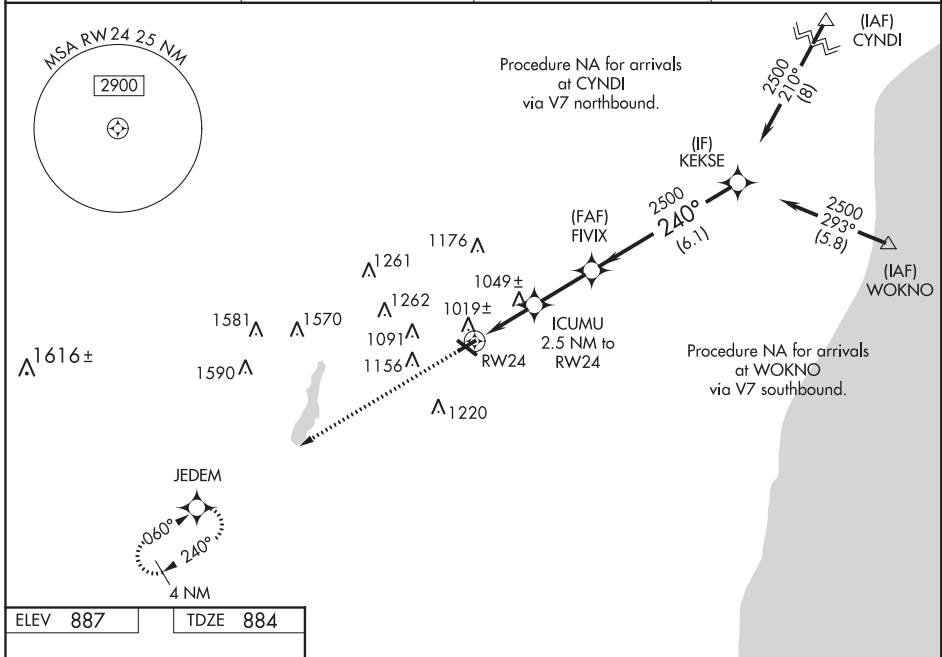 MSA RW24 25 NM
2900
Procedure NA for arrivals
at CYNDI
via V7 northbound.
(IAF)
CYNDI
2500
210°
(8)
(IF)
KEKSE
2500
240°
(6.1)
2500
293°
(5.8)
(IAF)
WOKNO
(FAF)
FIVIX
1176
1261
1049±
1262
1019±
1581
1570
1091
ICUMU
2.5 NM to
RW24
RW24
1616±
1590
1156
Procedure NA for arrivals
at WOKNO
via V7 southbound.
1220
JEDEM
060°
240°
4 NM
ELEV 887
TDZE 884